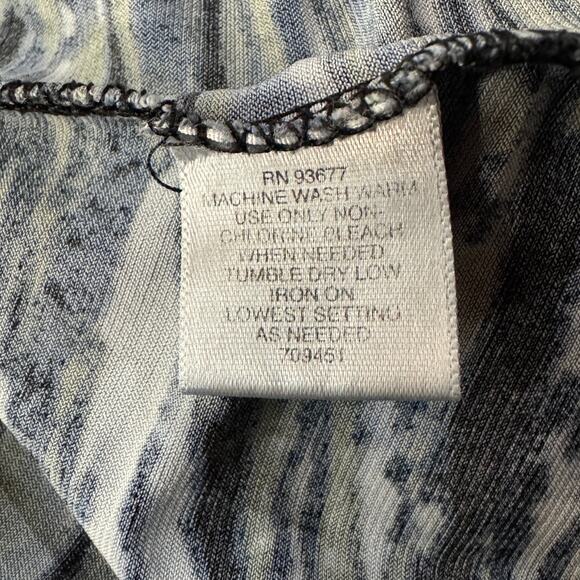 RN 93677
MACHINE WASH WARM
USE ONLY NON-
CHLORINE BLEACH
WHEN NEEDED
TUMBLE DRY LOW
IRON ON
LOWEST SETTING
AS NEEDED
709451